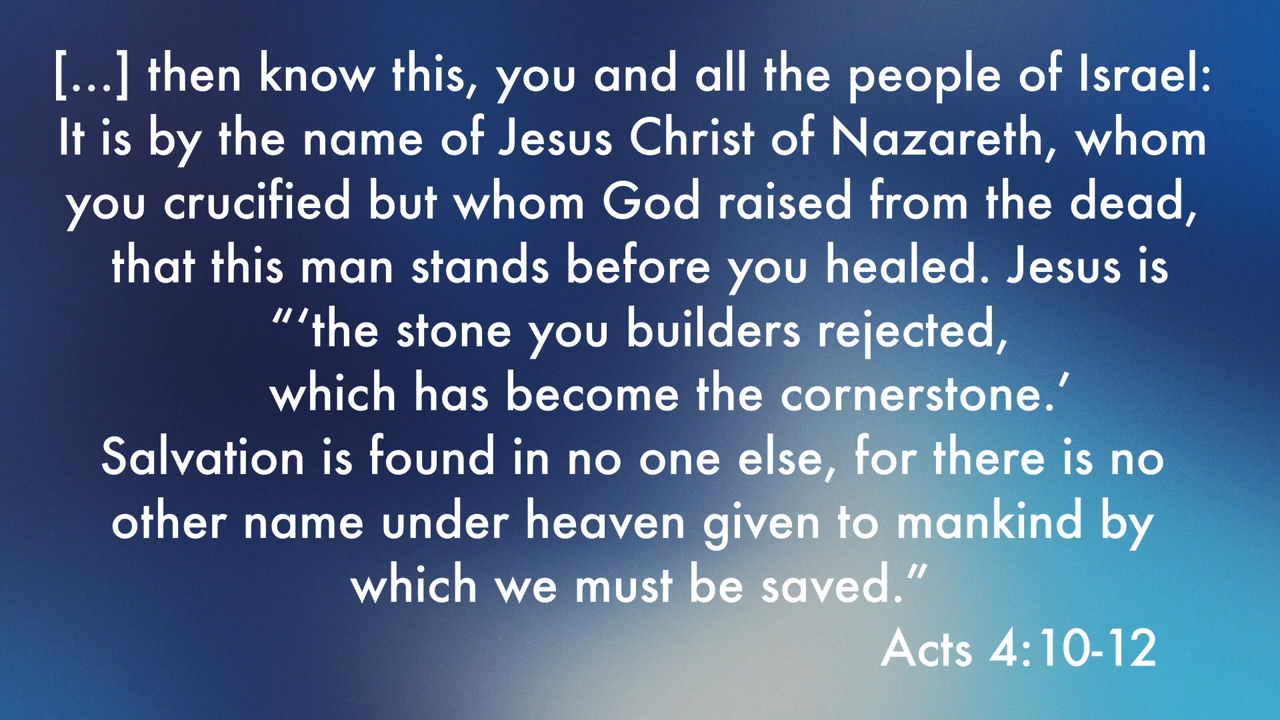 [...] then know this, you and all the people of Israel:
It is by the name of Jesus Christ of Nazareth, whom
you crucified but whom God raised from the dead,
that this man stands before you healed. Jesus is
“‘the stone you builders rejected,
which has become the cornerstone.’
Salvation is found in no one else, for there is no
other name under heaven given to mankind by
which we must be saved.”
Acts 4:10-12